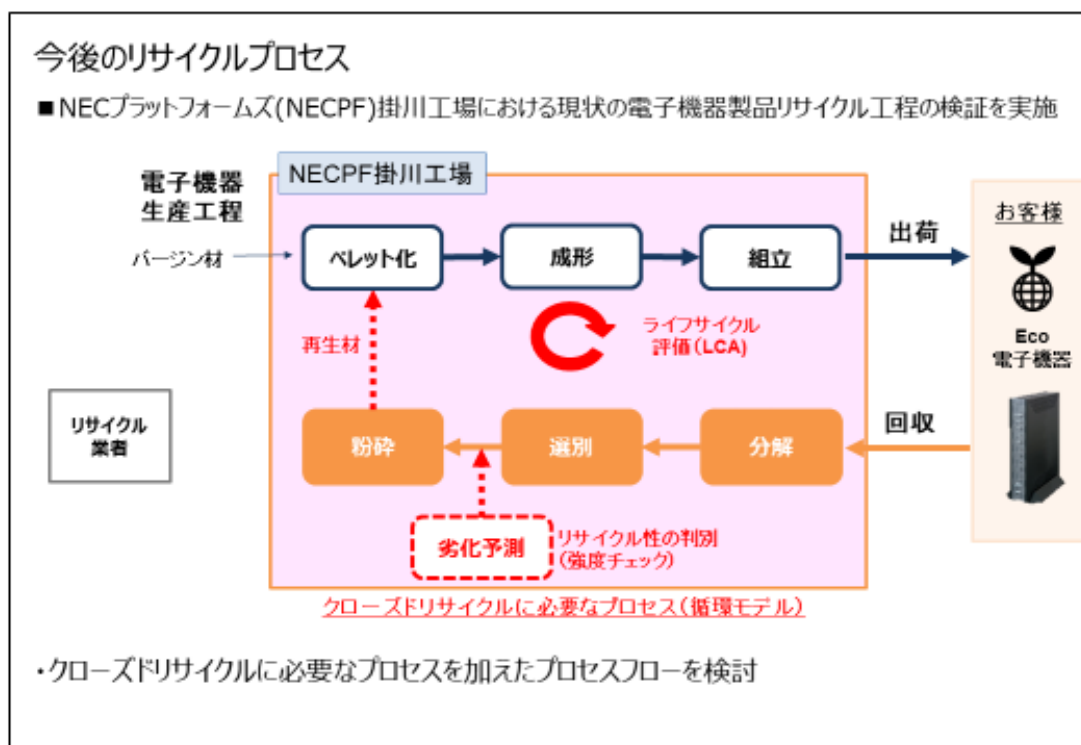 今後のリサイクルプロセス
■NECプラットフォームズ(NECPF)掛川工場における現状の電子機器製品リサイクル工程の検証を実施
電子機器
生産工程
NECPF掛川工場
バージン材
ペレット化
成形
組立
出荷
お客様
Eco
電子機器
再生材
ライフサイクル
評価(LCA)
リサイクル
業者
粉砕
選別
分解
回収
劣化予測
リサイクル性の判別
(強度チェック)
クローズドリサイクルに必要なプロセス(循環モデル)
・クローズドリサイクルに必要なプロセスを加えたプロセスフローを検討